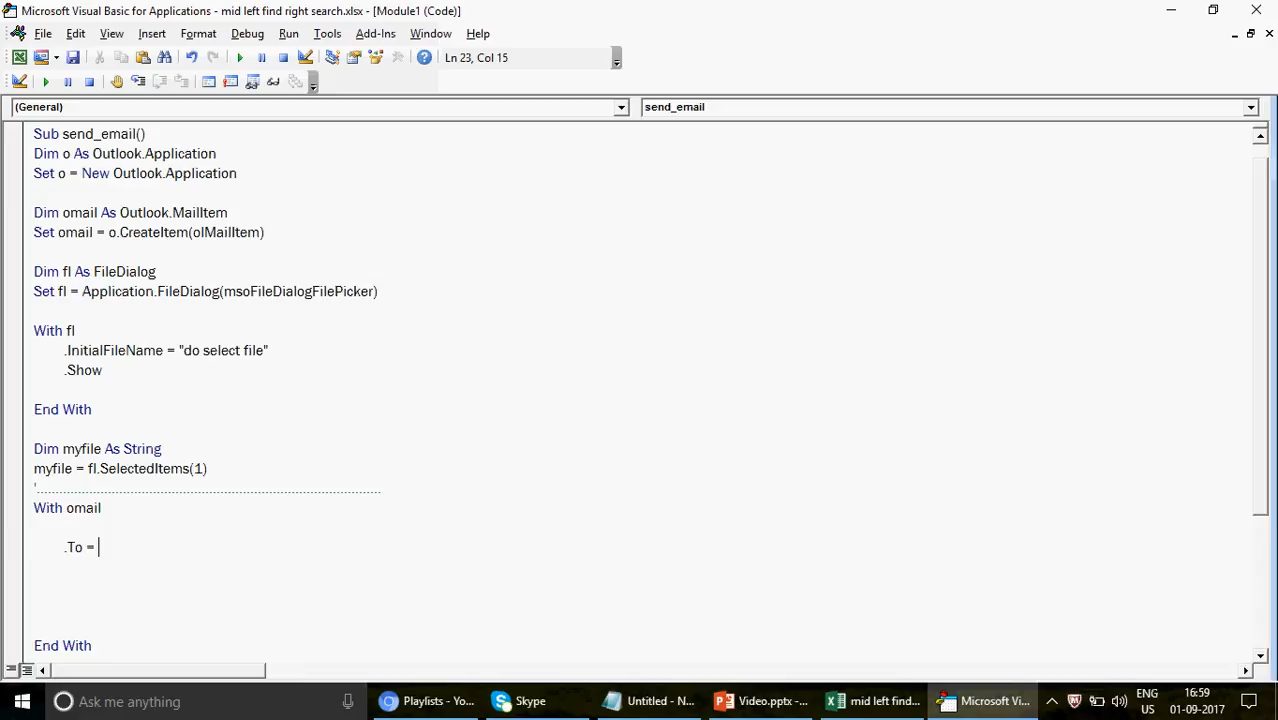 Microsoft Visual Basic for Applications - mid left find right search.xlsx - [Module1 (Code)]
File Edit View Insert Format Debug Run Tools Add-Ins Window Help
Ln 23, Col 15
(General) send_email
Sub send_email()
Dim o As Outlook.Application
Set o = New Outlook.Application
Dim omail As Outlook.MailItem
Set omail = o.CreateItem(olMailItem)
Dim fl As FileDialog
Set fl = Application.FileDialog(msoFileDialogFilePicker)
With fl
.InitialFileName = "do select file"
.Show
End With
Dim myfile As String
myfile = fl.SelectedItems(1)
With omail
.To =
End With
Ask me anything Playlists - Yo... Skype Untitled - N... Video.pptx -... mid left find... Microsoft Vi... ENG 16:59
US 01-09-2017